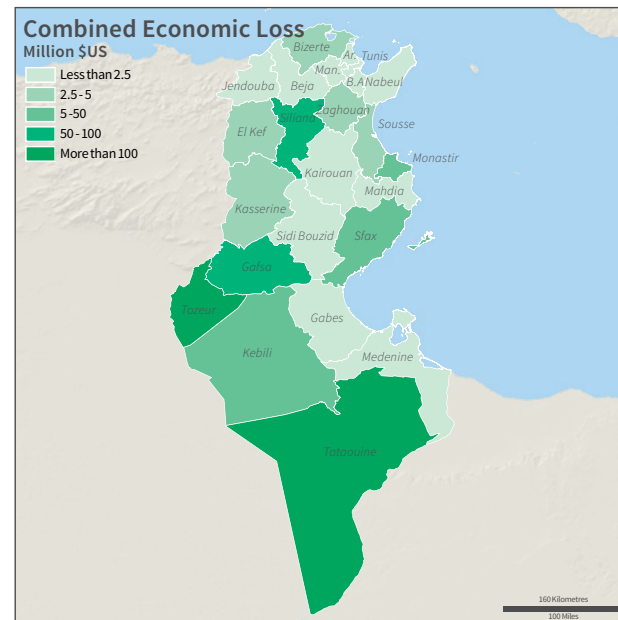 Combined Economic Loss
Million $US
Less than 2.5
2.5 - 5
5 -50
50 - 100
More than 100
Bizerte
Ar. Tunis
Man.
B.A Nabeul
Jendouba
Beja
Zaghouan
Siliana
Sousse
El Kef
Monastir
Kairouan
Mahdia
Kasserine
Sidi Bouzid
Sfax
Gafsa
Tozeur
Gabes
Kebili
Medenine
Tataouine
160 Kilometres
100 Miles